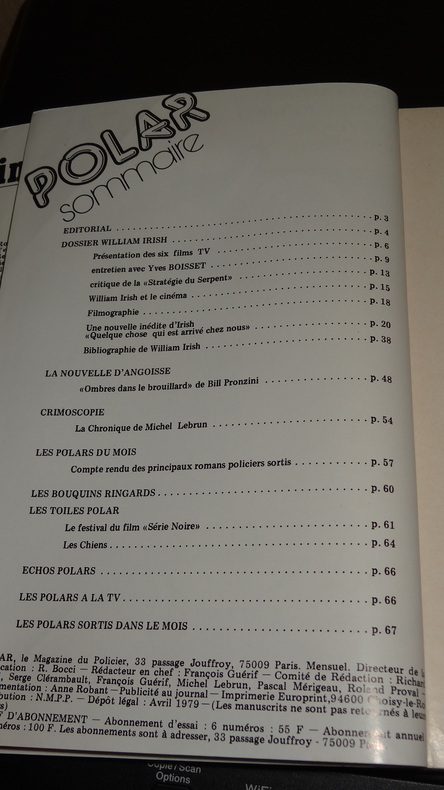 POLAR
sommaire
EDITORIAL . . . . . . . . . . . . . . . . . . . . . . . . . . . . p. 3
DOSSIER WILLIAM IRISH . . . . . . . . . . . . . . . . . . . . p. 4
Présentation des six films TV . . . . . . . . . . . . . . . . p. 6
entretien avec Yves BOISSET . . . . . . . . . . . . . . . . p. 9
critique de la «Stratégie du Serpent» . . . . . . . . . . . p. 13
William Irish et le cinéma . . . . . . . . . . . . . . . . . p. 15
Filmographie . . . . . . . . . . . . . . . . . . . . . . . . p. 18
Une nouvelle inédite d'Irish
«Quelque chose qui est arrivé chez nous» . . . . . . . . . p. 20
Bibliographie de William Irish . . . . . . . . . . . . . . . p. 38
LA NOUVELLE D'ANGOISSE
«Ombres dans le brouillard» de Bill Pronzini . . . . . . . . p. 48
CRIMOSCOPIE
La Chronique de Michel Lebrun . . . . . . . . . . . . . . . p. 54
LES POLARS DU MOIS
Compte rendu des principaux romans policiers sortis . . . . . p. 57
LES BOUQUINS RINGARDS . . . . . . . . . . . . . . . . . . . . p. 60
LES TOILES POLAR
Le festival du film «Série Noire» . . . . . . . . . . . . . . p. 61
Les Chiens . . . . . . . . . . . . . . . . . . . . . . . . . p. 64
ECHOS POLARS . . . . . . . . . . . . . . . . . . . . . . . . p. 66
LES POLARS A LA TV . . . . . . . . . . . . . . . . . . . . . p. 66
LES POLARS SORTIS DANS LE MOIS . . . . . . . . . . . . . . . p. 67
AR, le Magazine du Policier, 33 passage Jouffroy, 75009 Paris. Mensuel. Directeur de
cation : R. Bocci — Rédacteur en chef : François Guérif — Comité de Rédaction : Richar
, Serge Clérambault, François Guérif, Michel Lebrun, Pascal Mérigeau, Roland Proval
mentation : Anne Robant — Publicité au journal — Imprimerie Europrint, 94600 Choisy-le-Ro
bution : N.M.P.P. — Dépôt légal : Avril 1979 — (Les manuscrits ne sont pas retournés à leu
s)
F D'ABONNEMENT — Abonnement d'essai : 6 numéros : 55 F — Abonnement annuel
néros : 100 F. Les abonnements sont à adresser, 33 passage Jouffroy - 75009 P
Copie / Scan
Options